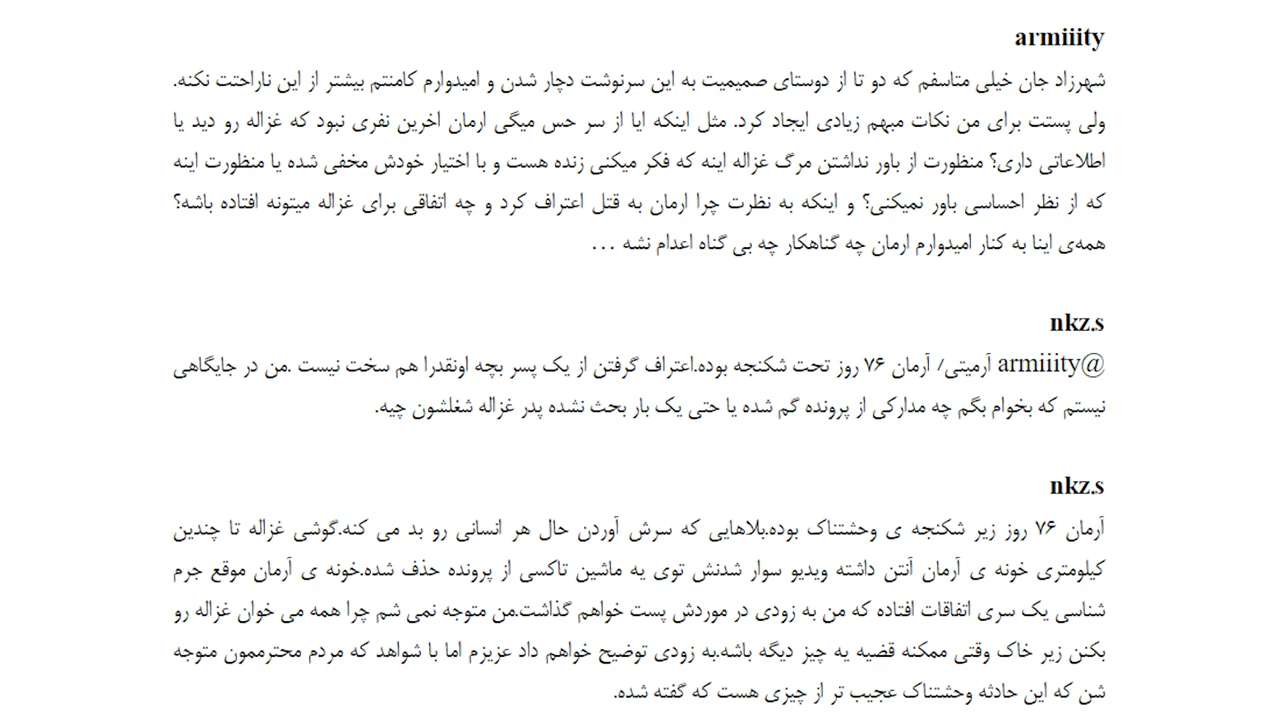 armiiity
شهرزاد جان خیلی متاسفم که دو تا از دوستای صمیمیت به این سرنوشت دچار شدن و امیدوارم کامنتم بیشتر از این ناراحتت نکنه.
ولی پستت برای من نکات مبهم زیادی ایجاد کرد. مثل اینکه ایا از سر حس میگی ارمان اخرین نفری نبود که غزاله رو دید یا
اطلاعاتی داری؟ منظورت از باور نداشتن مرگ غزاله اینه که فکر میکنی زنده هست و با اختیار خودش مخفی شده یا منظورت اینه
که از نظر احساسی باور نمیکنی؟ و اینکه به نظرت چرا ارمان به قتل اعتراف کرد و چه اتفاقی برای غزاله میتونه افتاده باشه؟
همه‌ی اینا به کنار امیدوارم ارمان چه گناهکار چه بی گناه اعدام نشه ...
nkz.s
@armiiity آرمیتی/ آرمان ۷۶ روز تحت شکنجه بوده.اعتراف گرفتن از یک پسر بچه اونقدرا هم سخت نیست .من در جایگاهی
نیستم که بخوام بگم چه مدارکی از پرونده گم شده یا حتی یک بار بحث نشده پدر غزاله شغلشون چیه.
nkz.s
آرمان ۷۶ روز زیر شکنجه ی وحشتناک بوده.بلاهایی که سرش آوردن حال هر انسانی رو بد می کنه.گوشی غزاله تا چندین
کیلومتری خونه ی آرمان آنتن داشته ویدیو سوار شدنش توی یه ماشین تاکسی از پرونده حذف شده.خونه ی آرمان موقع جرم
شناسی یک سری اتفاقات افتاده که من به زودی در موردش پست خواهم گذاشت.من متوجه نمی شم چرا همه می خوان غزاله رو
بکنن زیر خاک وقتی ممکنه قضیه یه چیز دیگه باشه.به زودی توضیح خواهم داد عزیزم اما با شواهد که مردم محترممون متوجه
شن که این حادثه وحشتناک عجیب تر از چیزی هست که گفته شده.